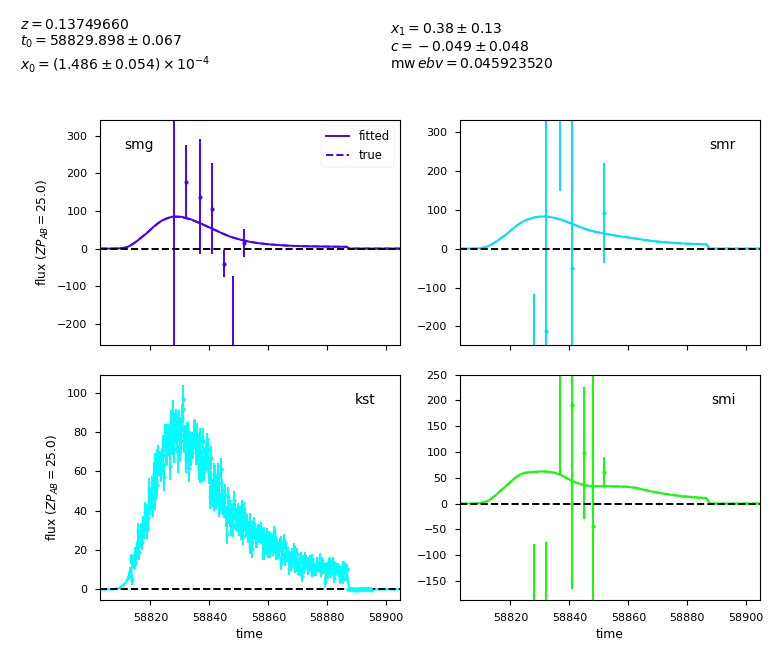 z = 0.13749660
t₀ = 58829.898 ± 0.067
x₀ = (1.486 ± 0.054) × 10⁻⁴
x₁ = 0.38 ± 0.13
c = −0.049 ± 0.048
mw ebv = 0.045923520
smg
fitted
true
300
200
100
0
−100
−200
flux (ZP_AB = 25.0)
smr
300
200
100
0
−100
−200
kst
100
80
60
40
20
0
flux (ZP_AB = 25.0)
58820 58840 58860 58880 58900
time
smi
250
200
150
100
50
0
−50
−100
−150
58820 58840 58860 58880 58900
time